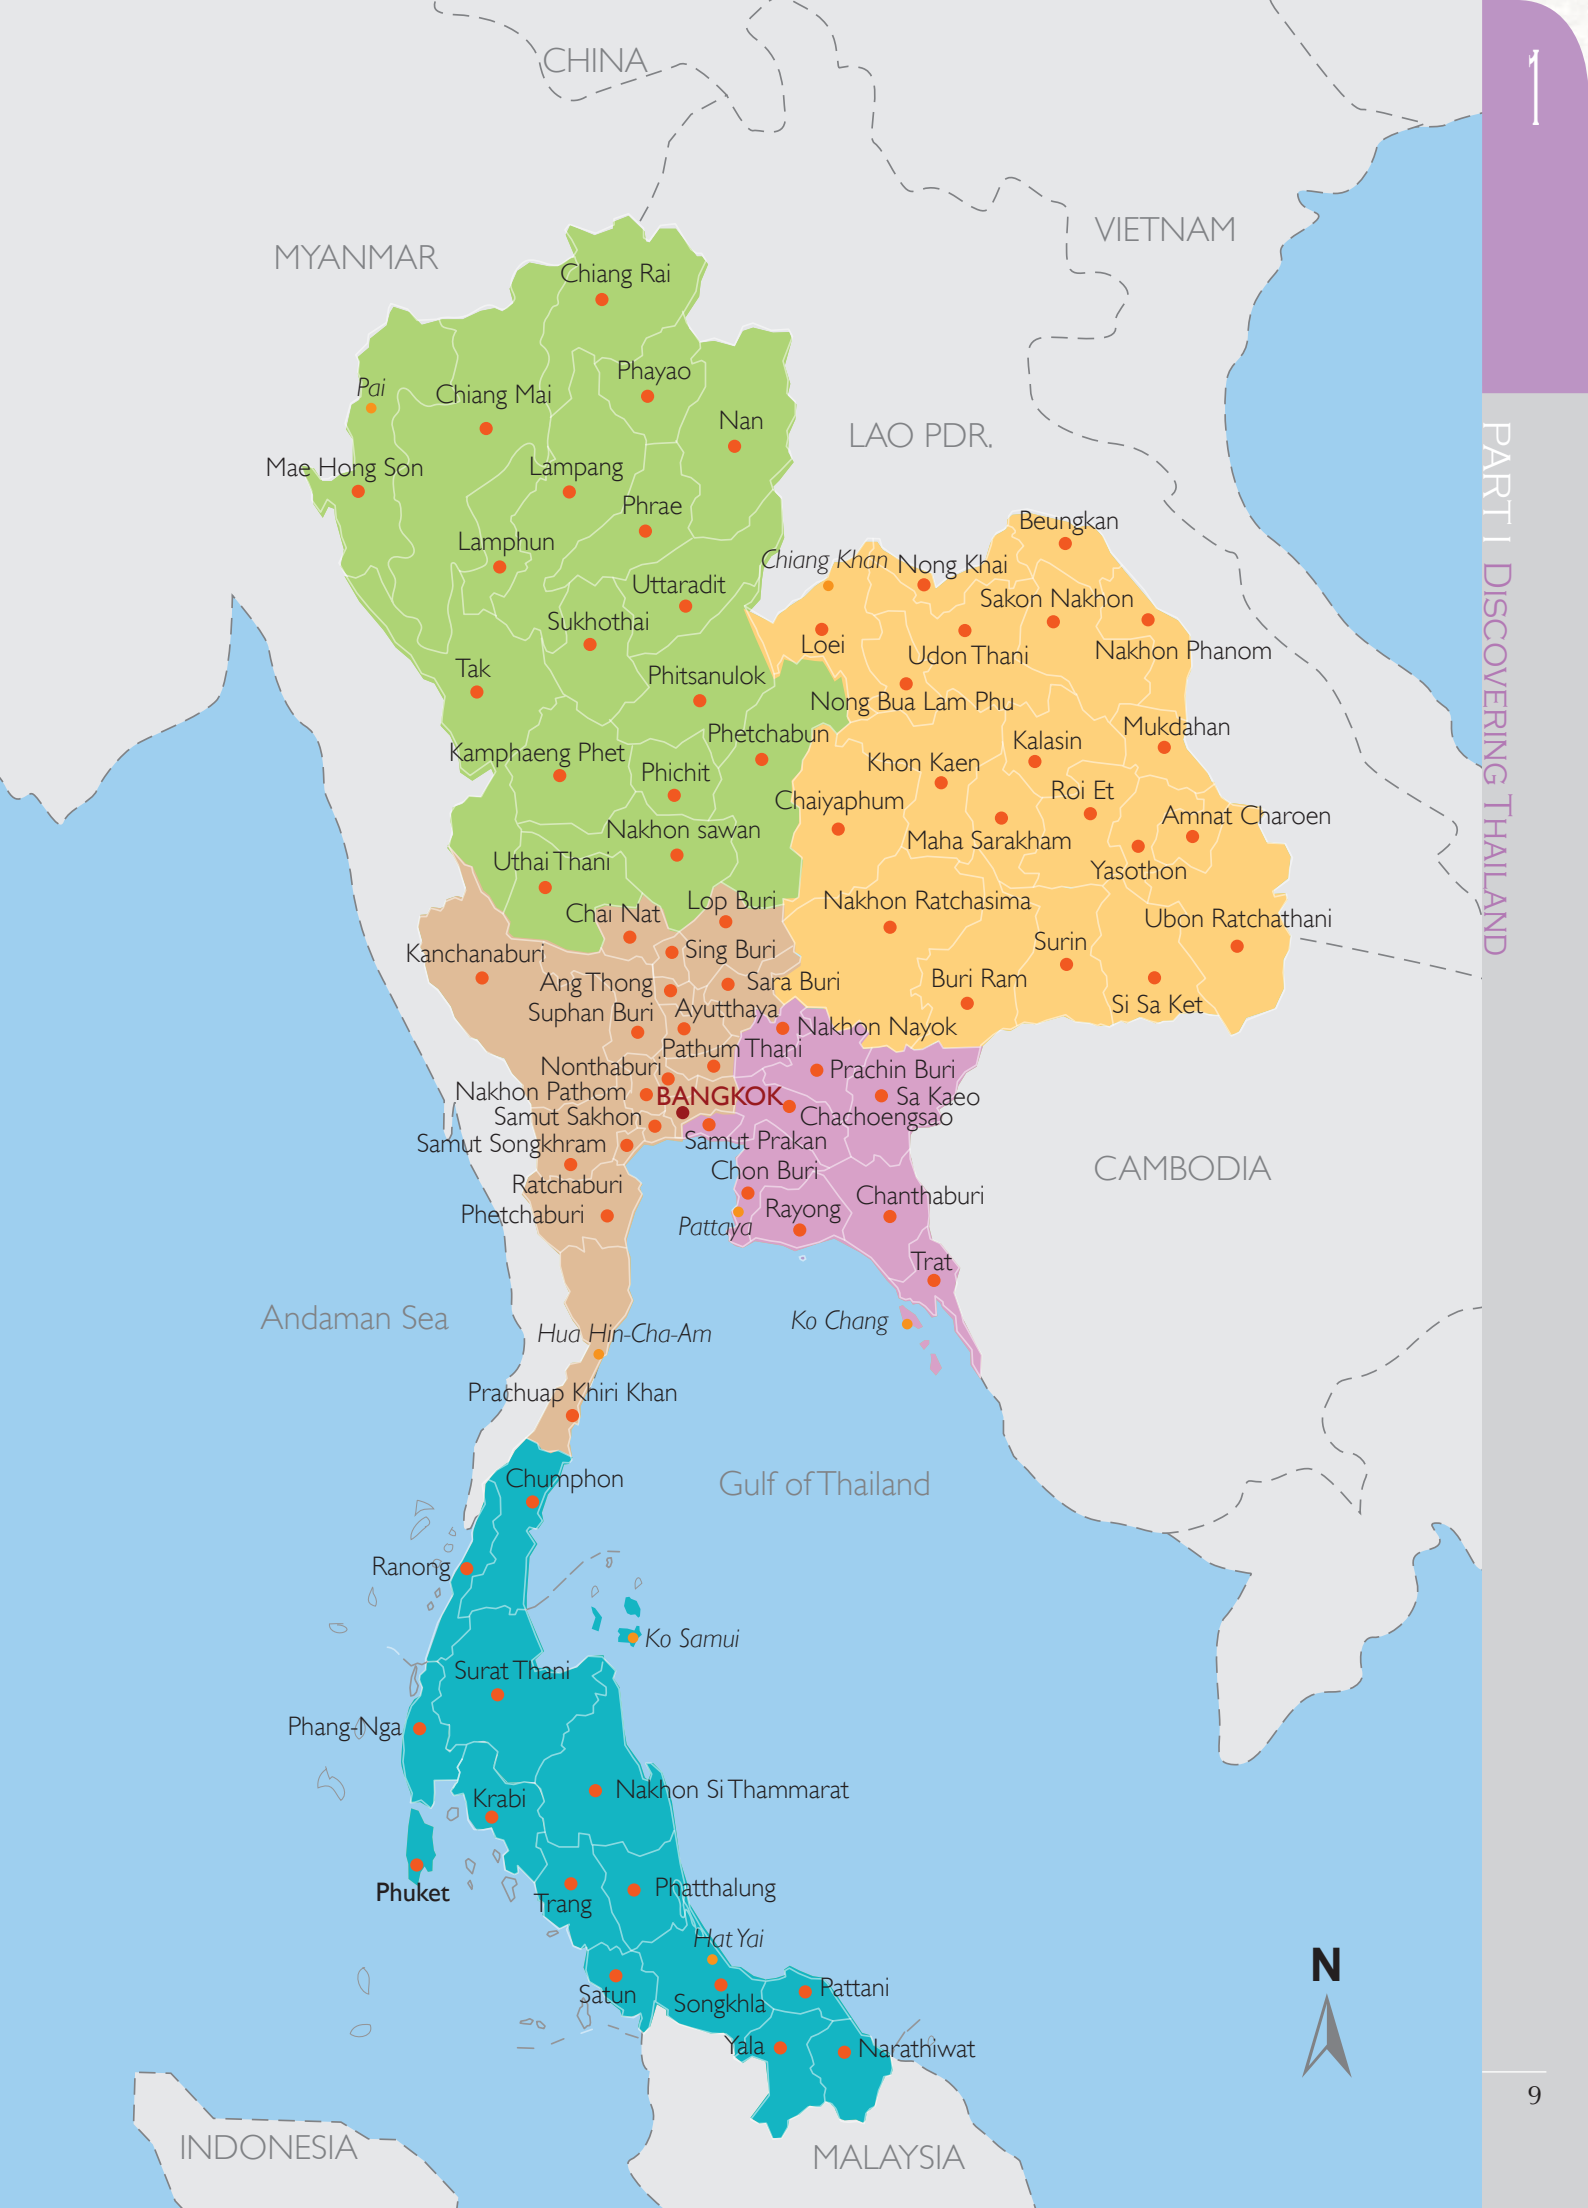 1
PART I DISCOVERING THAILAND
CHINA
MYANMAR
VIETNAM
LAO PDR.
Chiang Rai
Phayao
Pai
Chiang Mai
Nan
Mae Hong Son
Lampang
Phrae
Lamphun
Uttaradit
Sukhothai
Tak
Phitsanulok
Phetchabun
Kamphaeng Phet
Phichit
Nakhon sawan
Uthai Thani
Beungkan
Chiang Khan
Nong Khai
Sakon Nakhon
Loei
Udon Thani
Nakhon Phanom
Nong Bua Lam Phu
Mukdahan
Kalasin
Khon Kaen
Roi Et
Chaiyaphum
Amnat Charoen
Maha Sarakham
Yasothon
Nakhon Ratchasima
Ubon Ratchathani
Surin
Buri Ram
Si Sa Ket
Lop Buri
Chai Nat
Kanchanaburi
Sing Buri
Ang Thong
Sara Buri
Suphan Buri
Ayutthaya
Nakhon Nayok
Pathum Thani
Nonthaburi
Prachin Buri
Nakhon Pathom
BANGKOK
Sa Kaeo
Samut Sakhon
Chachoengsao
Samut Songkhram
Samut Prakan
Ratchaburi
Chon Buri
Phetchaburi
Rayong
Chanthaburi
Pattaya
Trat
CAMBODIA
Ko Chang
Andaman Sea
Hua Hin-Cha-Am
Prachuap Khiri Khan
Gulf of Thailand
Chumphon
Ranong
Ko Samui
Surat Thani
Phang-Nga
Krabi
Nakhon Si Thammarat
Phuket
Trang
Phatthalung
Hat Yai
Satun
Songkhla
Pattani
Yala
Narathiwat
N
INDONESIA
MALAYSIA
9